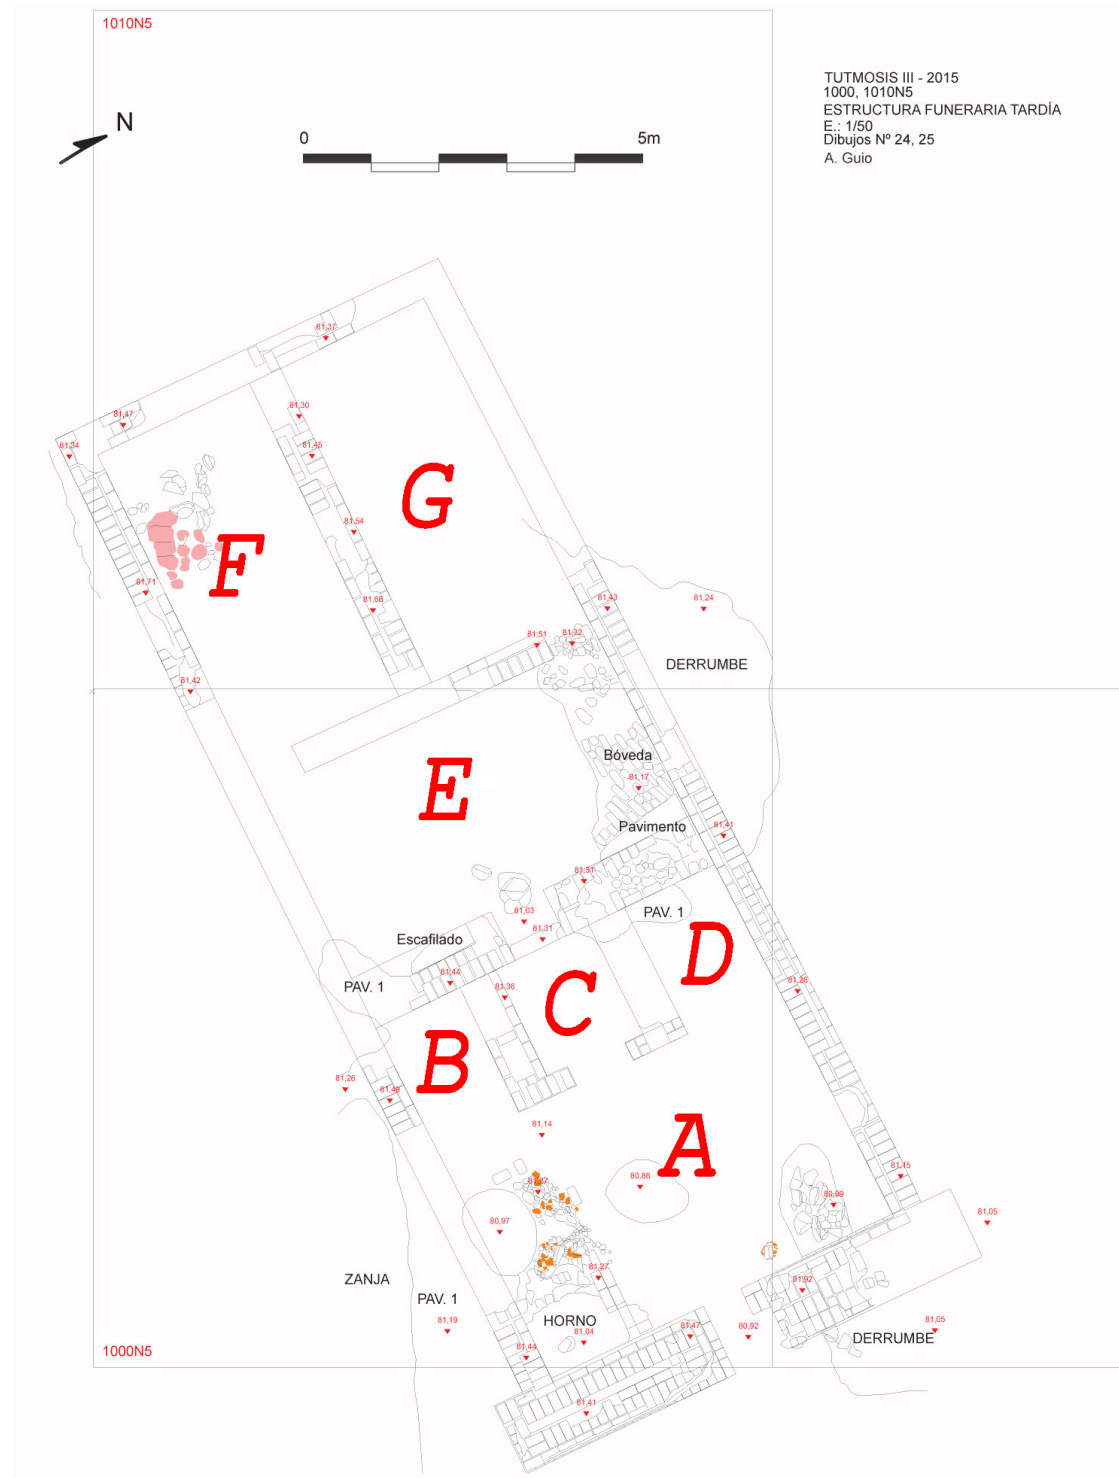 1010N5
TUTMOSIS III - 2015
1000, 1010N5
ESTRUCTURA FUNERARIA TARDÍA
E.: 1/50
Dibujos Nº 24, 25
A. Guio
N
0 5m
81,37
81,47
81,30
81,34
81,45
G
81,54
F
81,71
81,68
81,43
81,24
81,51
81,32
DERRUMBE
81,42
Bóveda
E
81,17
Pavimento
81,41
81,31
PAV. 1
81,03
Escafilado
81,31
D
81,44
PAV. 1
81,36
C
81,26
B
81,26
81,40
81,14
A
80,86
81,15
80,99
80,97
81,05
81,27
ZANJA
81,92
PAV. 1
HORNO
81,19
81,04
81,47
80,92
81,05
DERRUMBE
1000N5
81,44
81,41